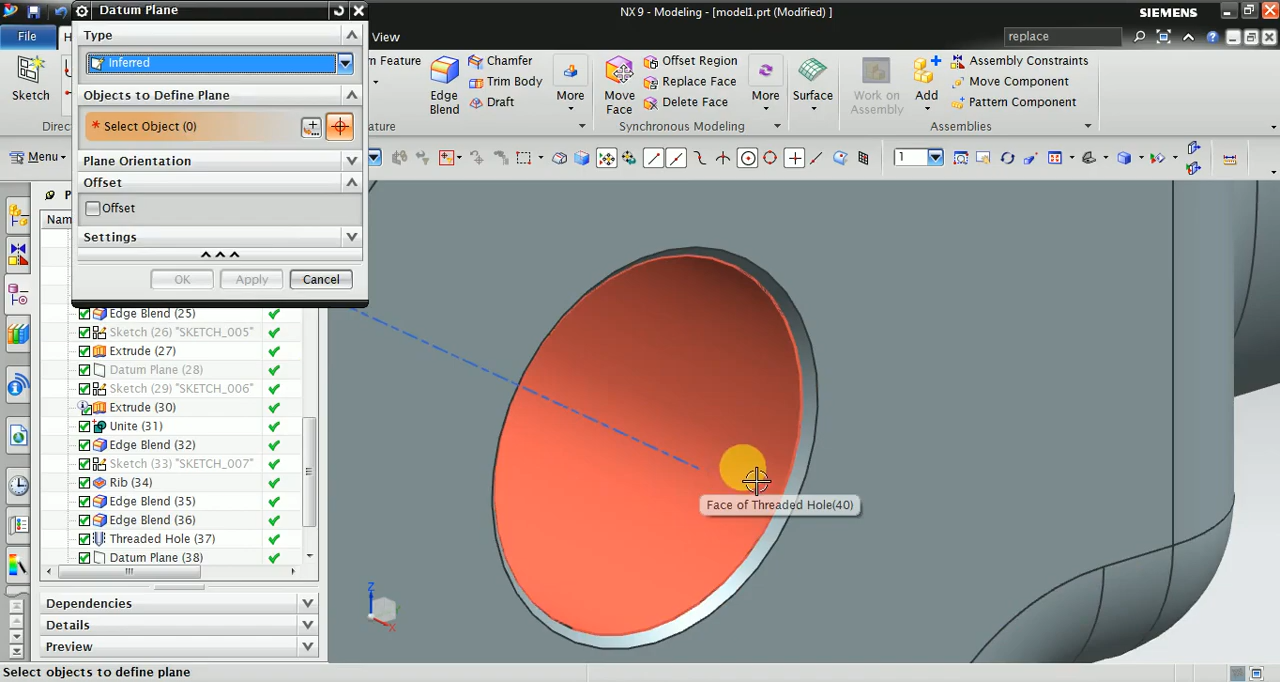 Datum Plane
NX 9 - Modeling - [model1.prt (Modified) ]
SIEMENS
File
H
View
replace
Type
Inferred
Objects to Define Plane
* Select Object (0)
Plane Orientation
Offset
Offset
Settings
OK
Apply
Cancel
Sketch
m Feature
Edge
Blend
Chamfer
Trim Body
Draft
More
Move
Face
Offset Region
Replace Face
Delete Face
More
Surface
Work on
Assembly
Add
Assembly Constraints
Move Component
Pattern Component
Direc
ature
Synchronous Modeling
Assemblies
Menu
1
P
Nam
Edge Blend (25)
Sketch (26) "SKETCH_005"
Extrude (27)
Datum Plane (28)
Sketch (29) "SKETCH_006"
Extrude (30)
Unite (31)
Edge Blend (32)
Sketch (33) "SKETCH_007"
Rib (34)
Edge Blend (35)
Edge Blend (36)
Threaded Hole (37)
Datum Plane (38)
Dependencies
Details
Preview
Face of Threaded Hole(40)
Z
X
Select objects to define plane